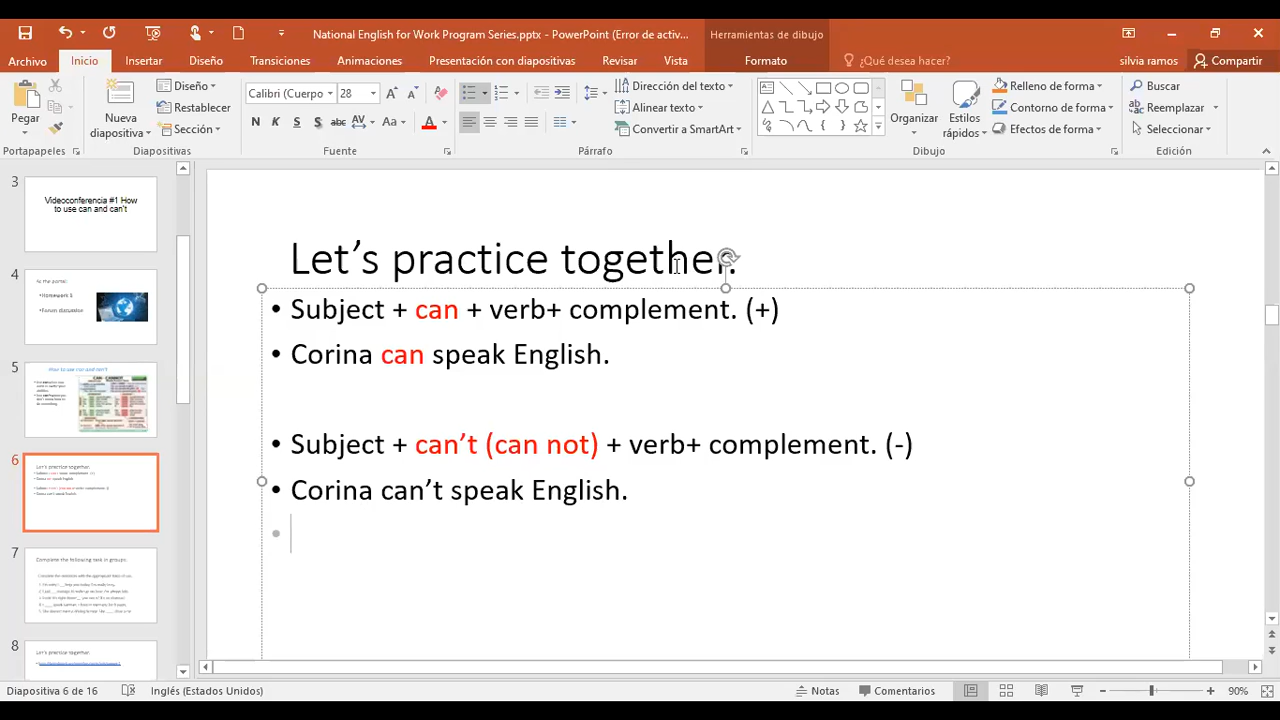 National English for Work Program Series.pptx - PowerPoint (Error de activ...
Herramientas de dibujo
Archivo
Inicio
Insertar
Diseño
Transiciones
Animaciones
Presentación con diapositivas
Revisar
Vista
Formato
¿Qué desea hacer?
silvia ramos
Compartir
Pegar
Portapapeles
Nueva diapositiva
Diseño
Restablecer
Sección
Diapositivas
Calibri (Cuerpo
28
N K S abc AV Aa A
Fuente
Dirección del texto
Alinear texto
Convertir a SmartArt
Párrafo
Organizar
Estilos rápidos
Relleno de forma
Contorno de forma
Efectos de forma
Dibujo
Buscar
Reemplazar
Seleccionar
Edición
3
Videoconferencia #1 How
to use can and can't
4
5
6
Let's practice together.
7
Complete the following task in groups.
8
Let's practice together.
Let's practice together.
• Subject + can + verb+ complement. (+)
• Corina can speak English.
• Subject + can't (can not) + verb+ complement. (-)
• Corina can't speak English.
Diapositiva 6 de 16
Inglés (Estados Unidos)
Notas
Comentarios
90%